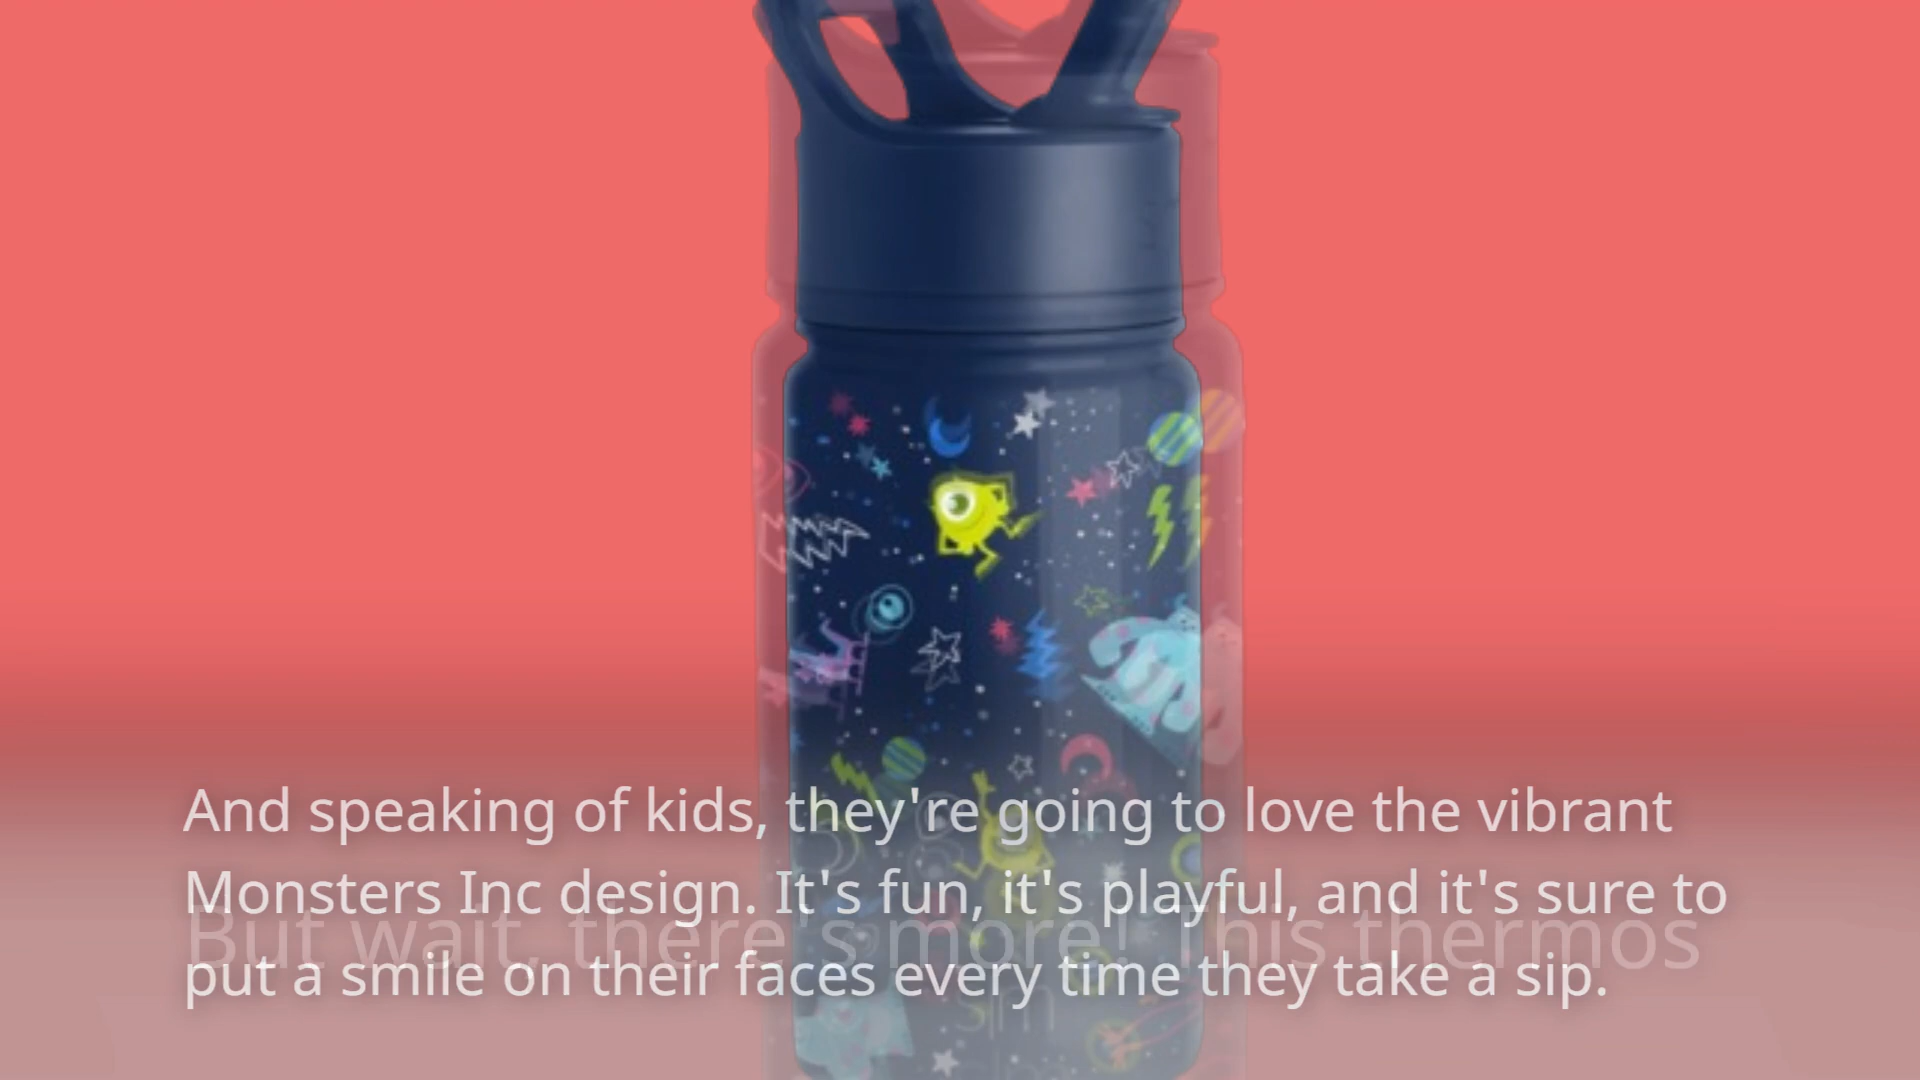 And speaking of kids, they're going to love the vibrant
Monsters Inc design. It's fun, it's playful, and it's sure to
put a smile on their faces every time they take a sip.
But wait, there's more! This thermos